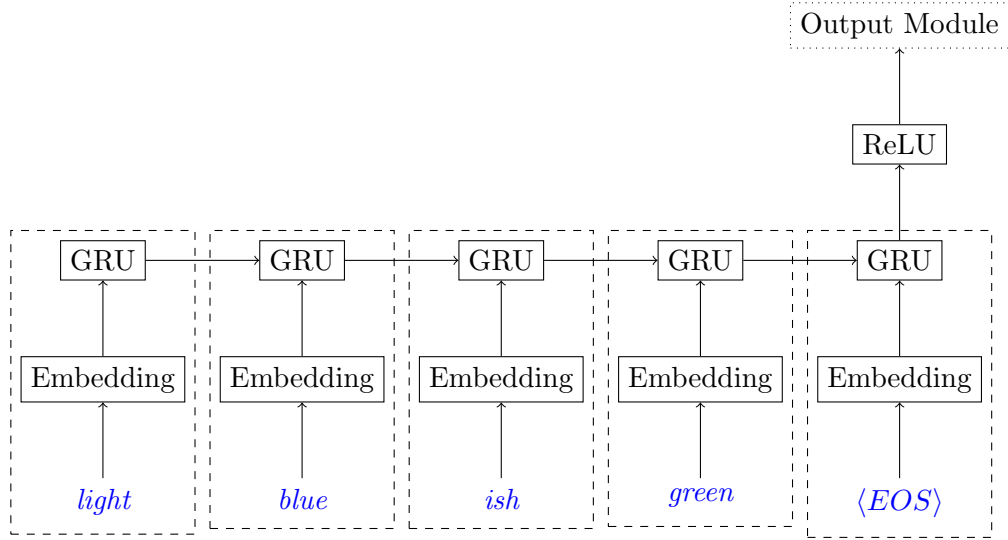 Output Module
ReLU
GRU GRU GRU GRU GRU
Embedding Embedding Embedding Embedding Embedding
light blue ish green ⟨EOS⟩